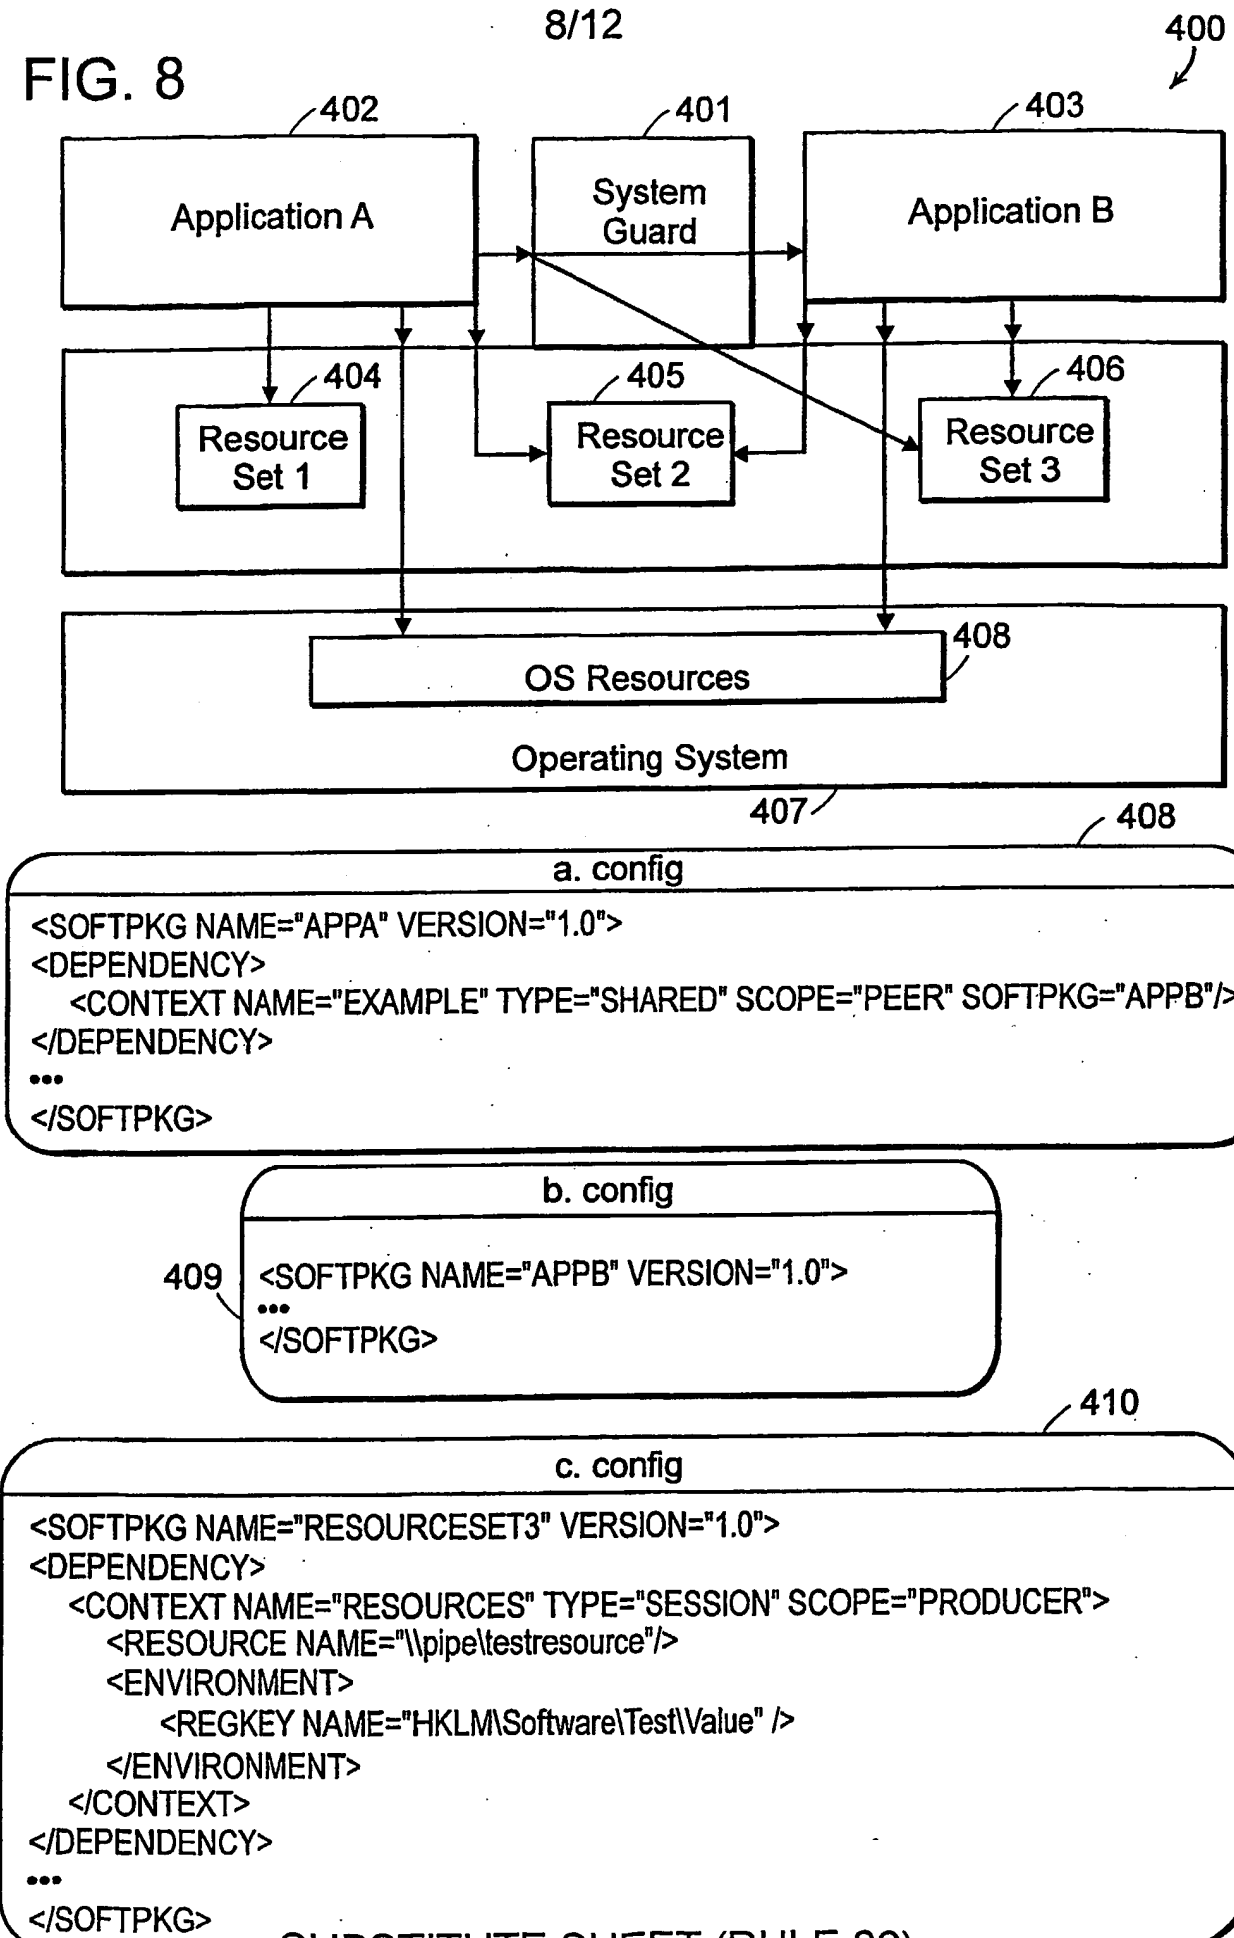 8/12
400
FIG. 8
402
401
403
Application A
System
Guard
Application B
404
405
406
Resource
Set 1
Resource
Set 2
Resource
Set 3
408
OS Resources
Operating System
407
408
a. config
<SOFTPKG NAME="APPA" VERSION="1.0">
<DEPENDENCY>
<CONTEXT NAME="EXAMPLE" TYPE="SHARED" SCOPE="PEER" SOFTPKG="APPB"/>
</DEPENDENCY>
•••
</SOFTPKG>
b. config
409
<SOFTPKG NAME="APPB" VERSION="1.0">
•••
</SOFTPKG>
410
c. config
<SOFTPKG NAME="RESOURCESET3" VERSION="1.0">
<DEPENDENCY>
<CONTEXT NAME="RESOURCES" TYPE="SESSION" SCOPE="PRODUCER">
<RESOURCE NAME="\\pipe\testresource"/>
<ENVIRONMENT>
<REGKEY NAME="HKLM\Software\Test\Value" />
</ENVIRONMENT>
</CONTEXT>
</DEPENDENCY>
•••
</SOFTPKG>
SUBSTITUTE SHEET (RULE